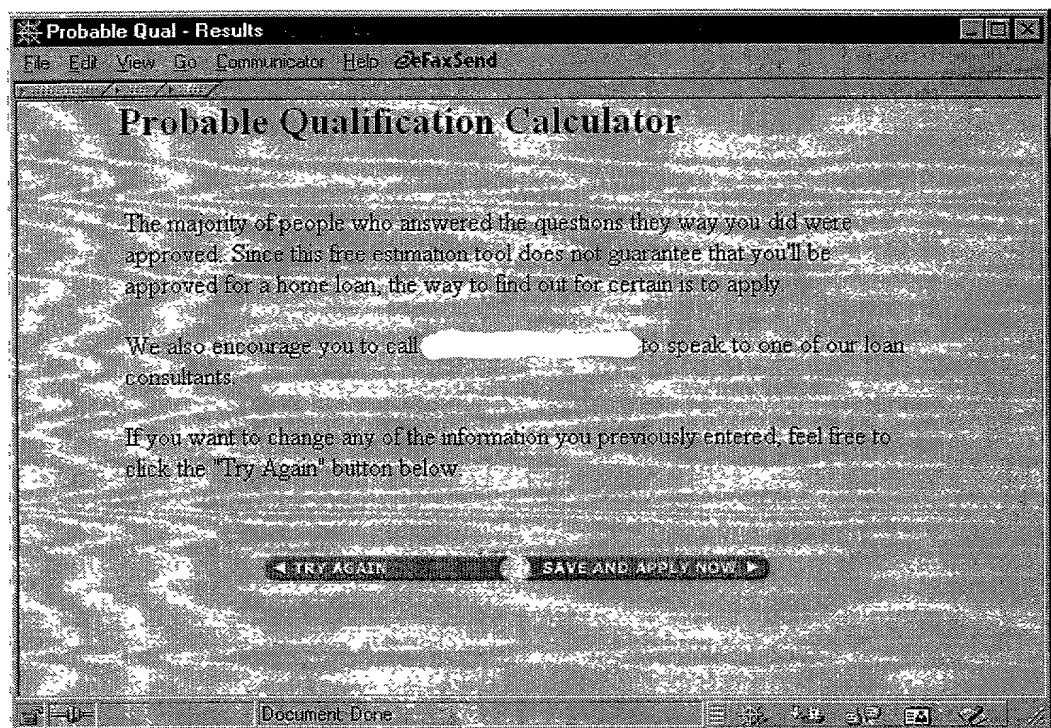 Probable Qual - Results
File Edit View Go Communicator Help eFaxSend
Probable Qualification Calculator
The majority of people who answered the questions they way you did were
approved. Since this free estimation tool does not guarantee that you'll be
approved for a home loan, the way to find out for certain is to apply
We also encourage you to call to speak to one of our loan
consultants.
If you want to change any of the information you previously entered, feel free to
click the "Try Again" button below
TRY AGAIN SAVE AND APPLY NOW
Document: Done